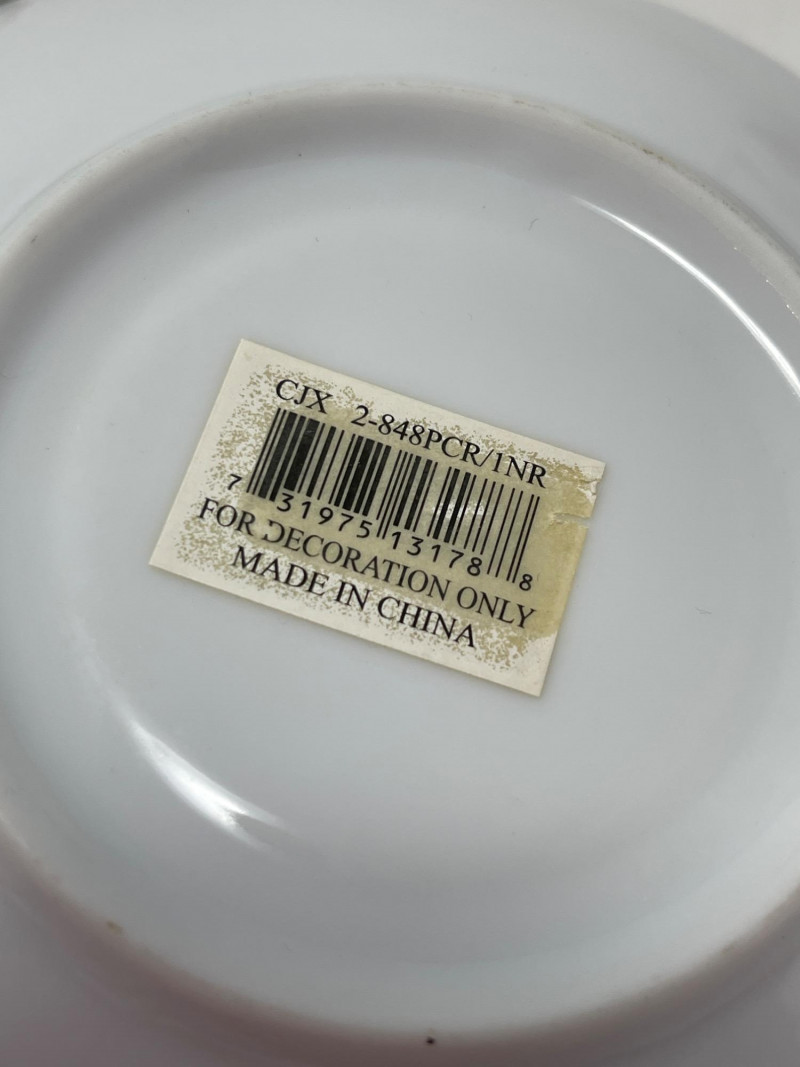 CJX 2-848PCR/1NR
7 31975 13178 8
FOR DECORATION ONLY
MADE IN CHINA